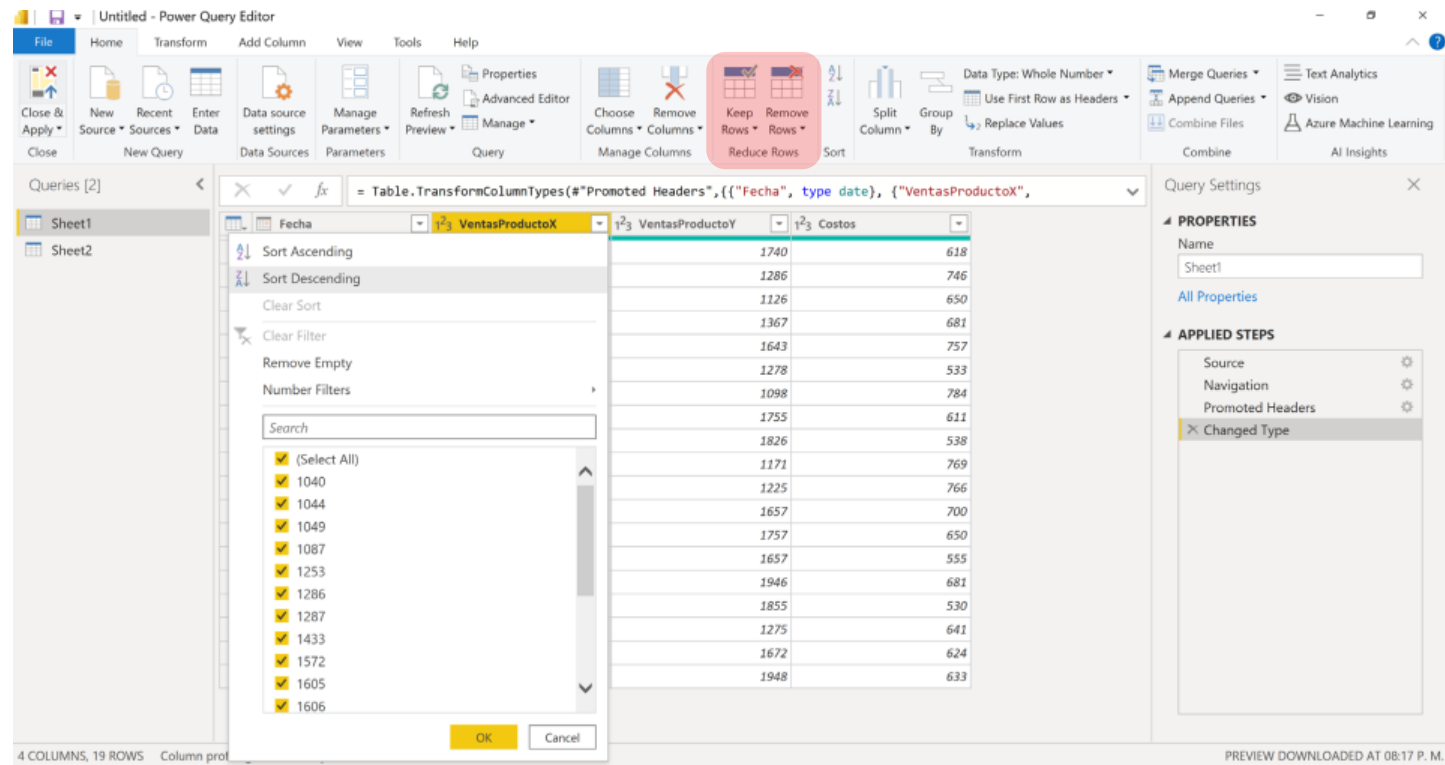 Untitled - Power Query Editor
File Home Transform Add Column View Tools Help
Close & Apply
New Source
Recent Sources
Enter Data
Data source settings
Manage Parameters
Refresh Preview
Properties
Advanced Editor
Manage
Choose Columns
Remove Columns
Keep Rows
Remove Rows
Split Column
Group By
Data Type: Whole Number
Use First Row as Headers
Replace Values
Merge Queries
Append Queries
Combine Files
Text Analytics
Vision
Azure Machine Learning
Close New Query Data Sources Parameters Query Manage Columns Reduce Rows Sort Transform Combine AI Insights
Queries [2]
Sheet1
Sheet2
fx = Table.TransformColumnTypes(#"Promoted Headers",{{"Fecha", type date}, {"VentasProductoX",
Fecha 1²3 VentasProductoX 1²3 VentasProductoY 1²3 Costos
Sort Ascending
Sort Descending
Clear Sort
Clear Filter
Remove Empty
Number Filters
Search
(Select All)
1040
1044
1049
1087
1253
1286
1287
1433
1572
1605
1606
OK Cancel
1740 618
1286 746
1126 650
1367 681
1643 757
1278 533
1098 784
1755 611
1826 538
1171 769
1225 766
1657 700
1757 650
1657 555
1946 681
1855 530
1275 641
1672 624
1948 633
Query Settings
PROPERTIES
Name
Sheet1
All Properties
APPLIED STEPS
Source
Navigation
Promoted Headers
Changed Type
4 COLUMNS, 19 ROWS Column prof
PREVIEW DOWNLOADED AT 08:17 P. M.